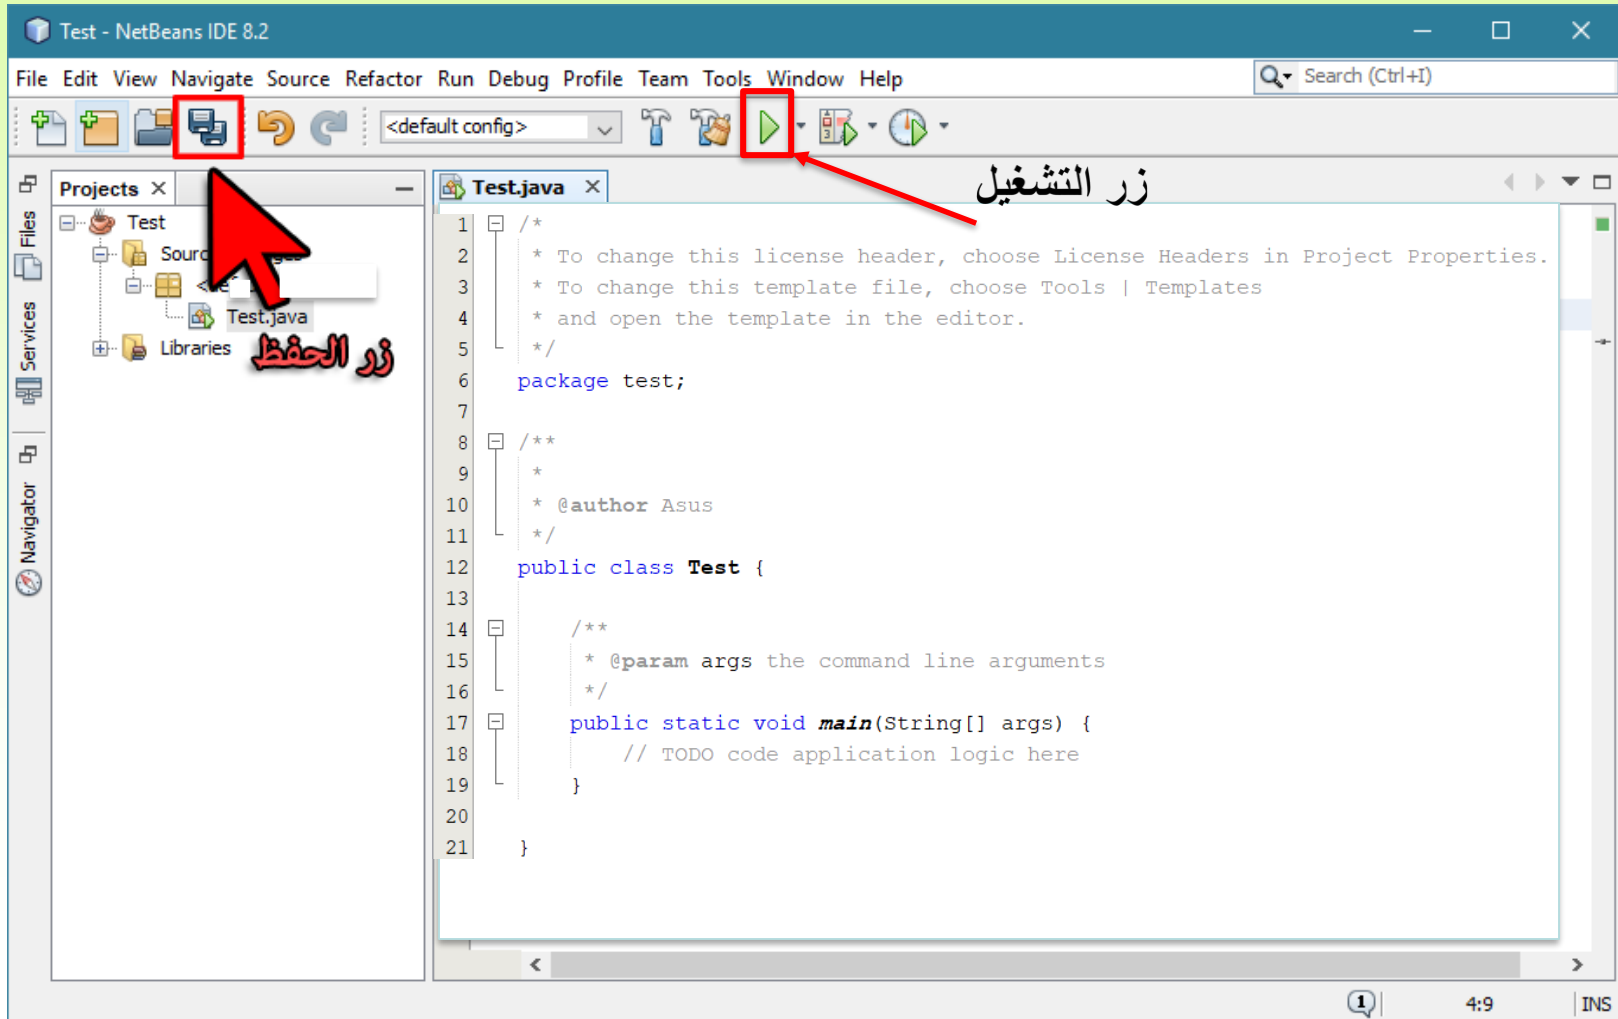 Test - NetBeans IDE 8.2
File Edit View Navigate Source Refactor Run Debug Profile Team Tools Window Help
Search (Ctrl+I)
<default config>
زر التشغيل
Projects
Test
Test.java
Libraries
زر الحفظ
Files
Services
Navigator
Test.java
1 /*
2 * To change this license header, choose License Headers in Project Properties.
3 * To change this template file, choose Tools | Templates
4 * and open the template in the editor.
5 */
6 package test;
7
8 /**
9 *
10 * @author Asus
11 */
12 public class Test {
13
14 /**
15 * @param args the command line arguments
16 */
17 public static void main(String[] args) {
18 // TODO code application logic here
19 }
20
21 }
1
4:9
INS